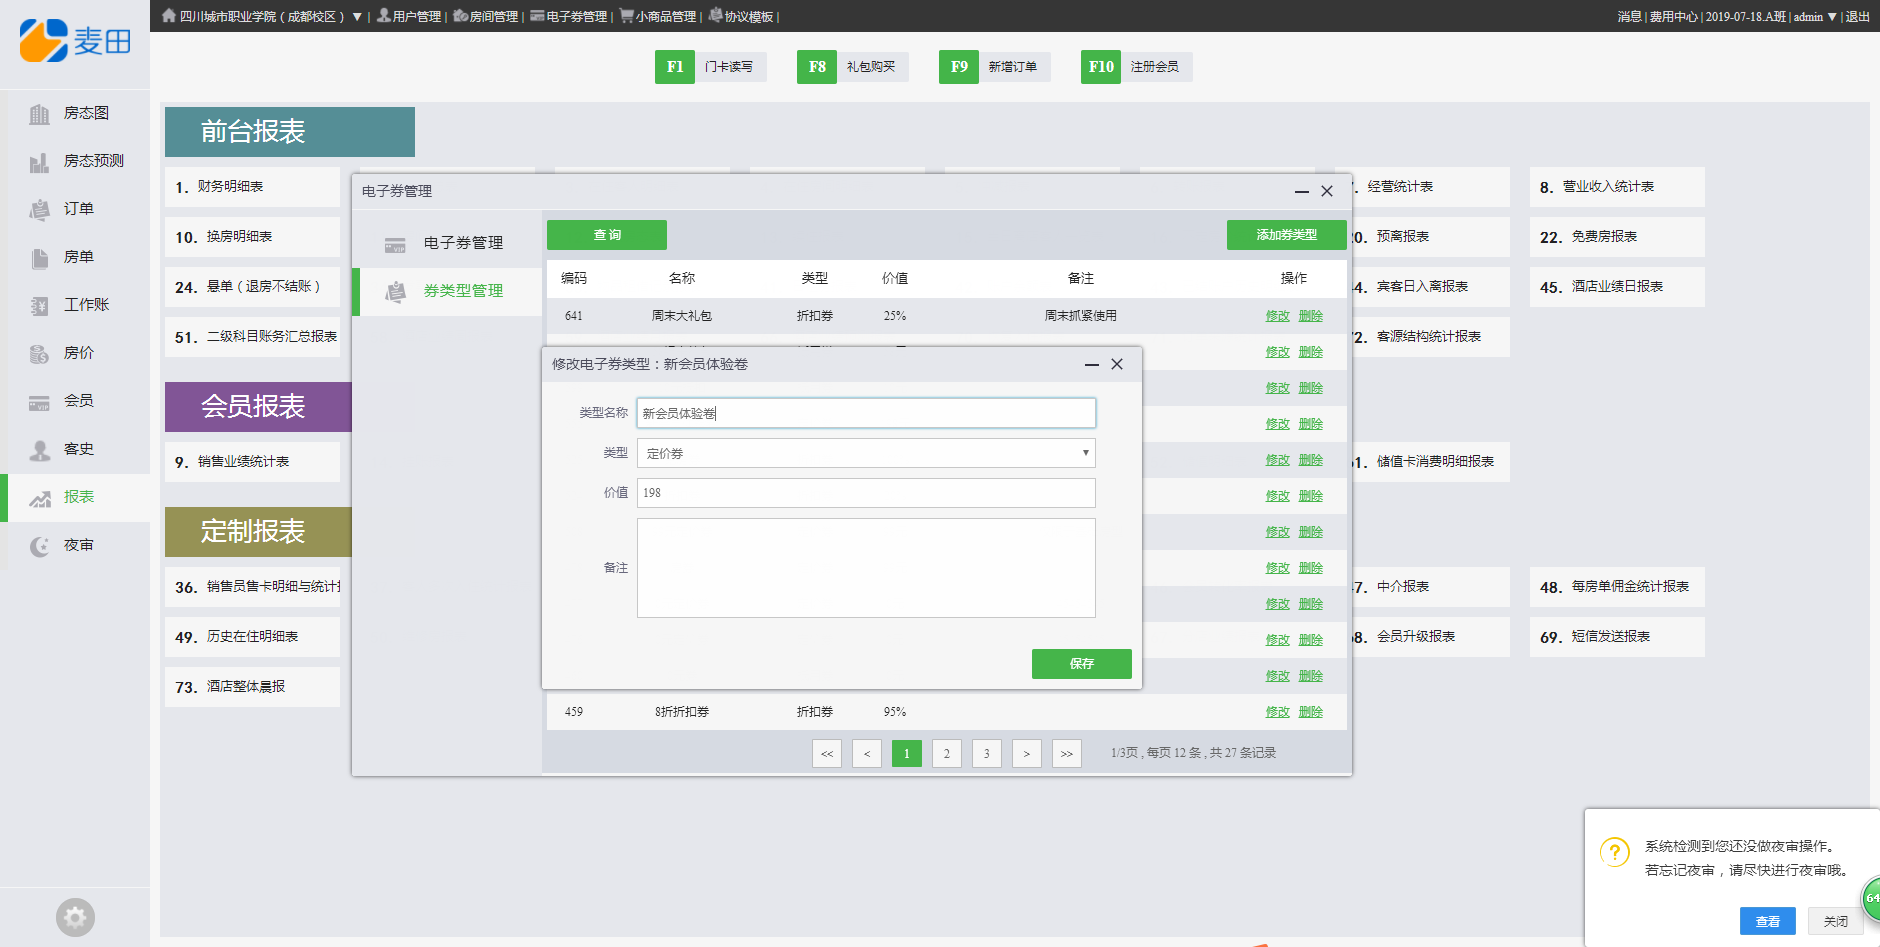 麦田
四川城市职业学院（成都校区） ▼ | 用户管理 | 房间管理 | 电子券管理 | 小商品管理 | 协议模板 |
消息 | 费用中心 | 2019-07-18.A班 | admin ▼ | 退出
F1 门卡读写 F8 礼包购买 F9 新增订单 F10 注册会员
房态图
房态预测
订单
房单
工作账
房价
会员
客史
报表
夜审
前台报表
1. 财务明细表
经营统计表
8. 营业收入统计表
10. 换房明细表
预离报表
22. 免费房报表
24. 悬单（退房不结账）
宾客日入离报表
45. 酒店业绩日报表
51. 二级科目账务汇总报表
客源结构统计报表
会员报表
9. 销售业绩统计表
储值卡消费明细报表
定制报表
36. 销售员售卡明细与统计
中介报表
48. 每房单佣金统计报表
49. 历史在住明细表
会员升级报表
69. 短信发送报表
73. 酒店整体晨报
电子券管理
电子券管理
券类型管理
查 询
添加券类型
编码 名称 类型 价值 备注 操作
641 周末大礼包 折扣券 25% 周末抓紧使用 修改 删除
修改 删除
修改 删除
修改 删除
修改 删除
修改 删除
修改 删除
修改 删除
修改 删除
修改 删除
修改 删除
459 8折折扣券 折扣券 95% 修改 删除
<< < 1 2 3 > >> 1/3页 , 每页 12 条 , 共 27 条记录
修改电子券类型：新会员体验卷
类型名称 新会员体验卷
类型 定价券
价值 198
备注
保存
系统检测到您还没做夜审操作。
若忘记夜审，请尽快进行夜审哦。
查看 关闭
64